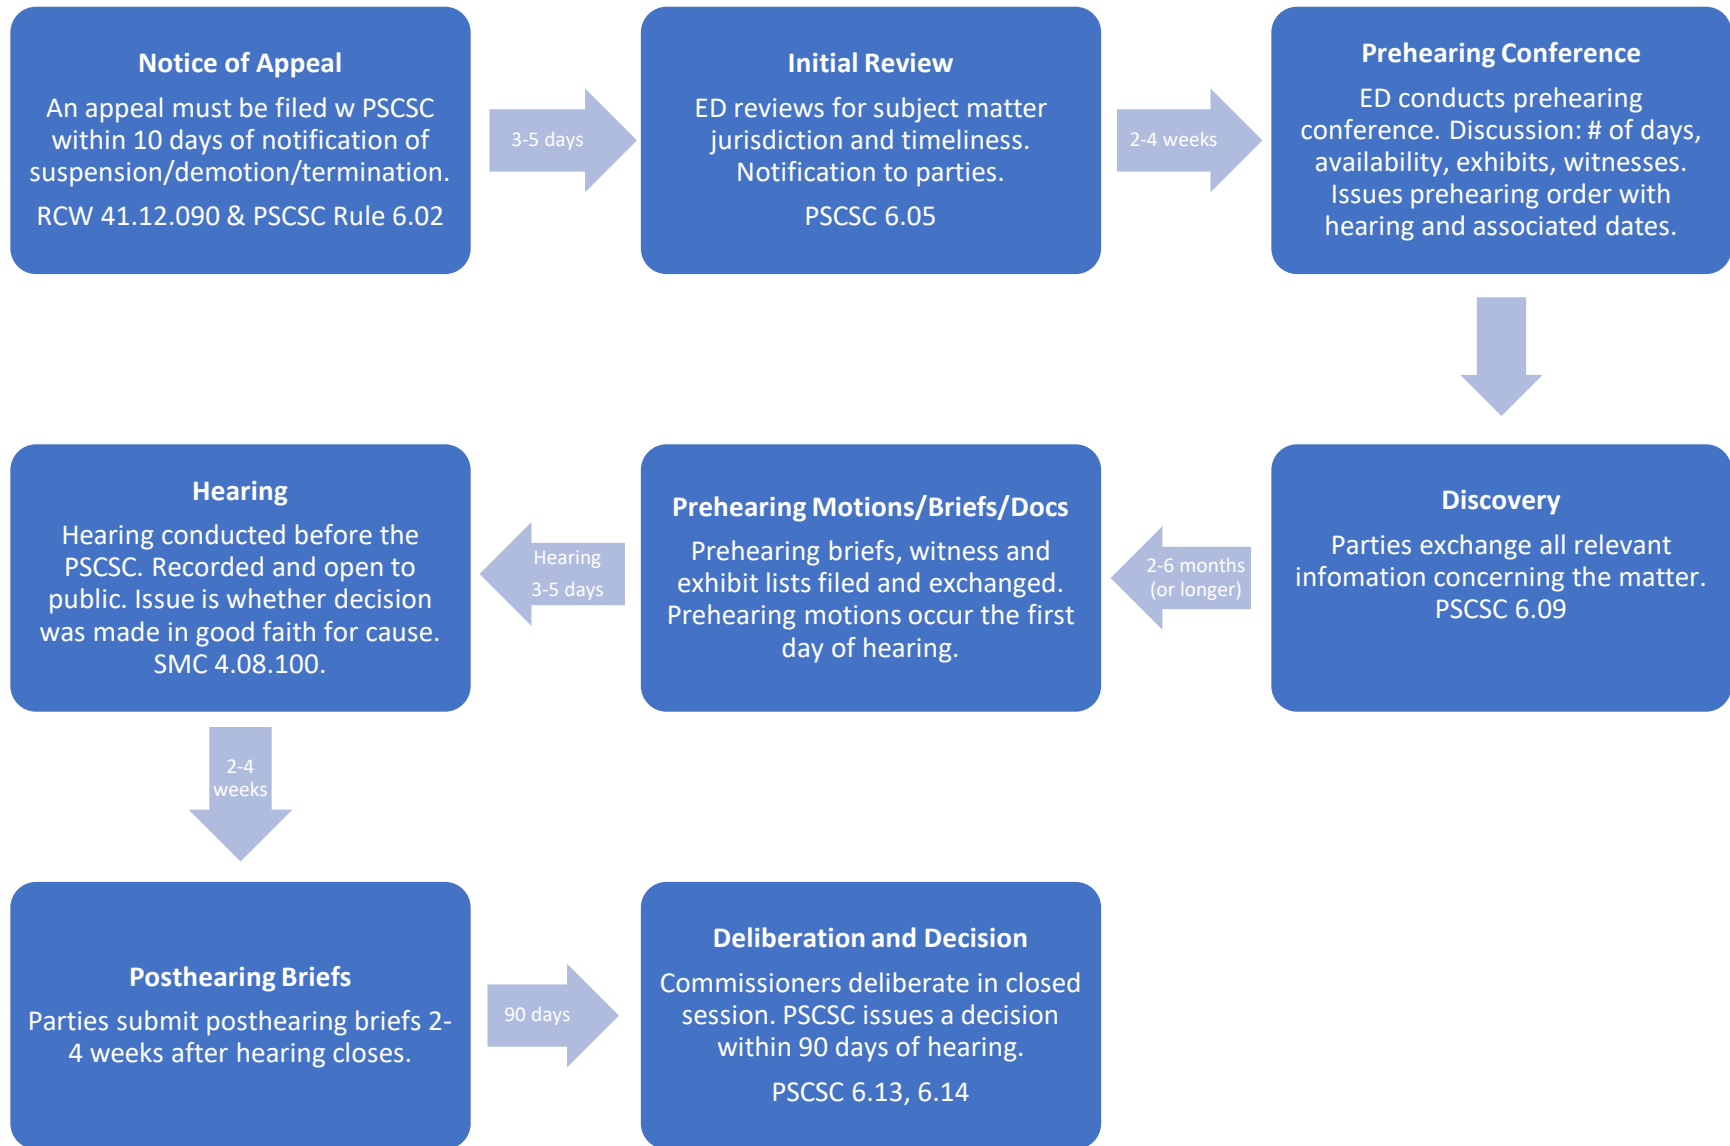 Notice of Appeal
An appeal must be filed w PSCSC
within 10 days of notification of
suspension/demotion/termination.
RCW 41.12.090 & PSCSC Rule 6.02
3-5 days
Initial Review
ED reviews for subject matter
jurisdiction and timeliness.
Notification to parties.
PSCSC 6.05
2-4 weeks
Prehearing Conference
ED conducts prehearing
conference. Discussion: # of days,
availability, exhibits, witnesses.
Issues prehearing order with
hearing and associated dates.
Discovery
Parties exchange all relevant
infomation concerning the matter.
PSCSC 6.09
2-6 months
(or longer)
Prehearing Motions/Briefs/Docs
Prehearing briefs, witness and
exhibit lists filed and exchanged.
Prehearing motions occur the first
day of hearing.
Hearing
3-5 days
Hearing
Hearing conducted before the
PSCSC. Recorded and open to
public. Issue is whether decision
was made in good faith for cause.
SMC 4.08.100.
2-4
weeks
Posthearing Briefs
Parties submit posthearing briefs 2-
4 weeks after hearing closes.
90 days
Deliberation and Decision
Commissioners deliberate in closed
session. PSCSC issues a decision
within 90 days of hearing.
PSCSC 6.13, 6.14